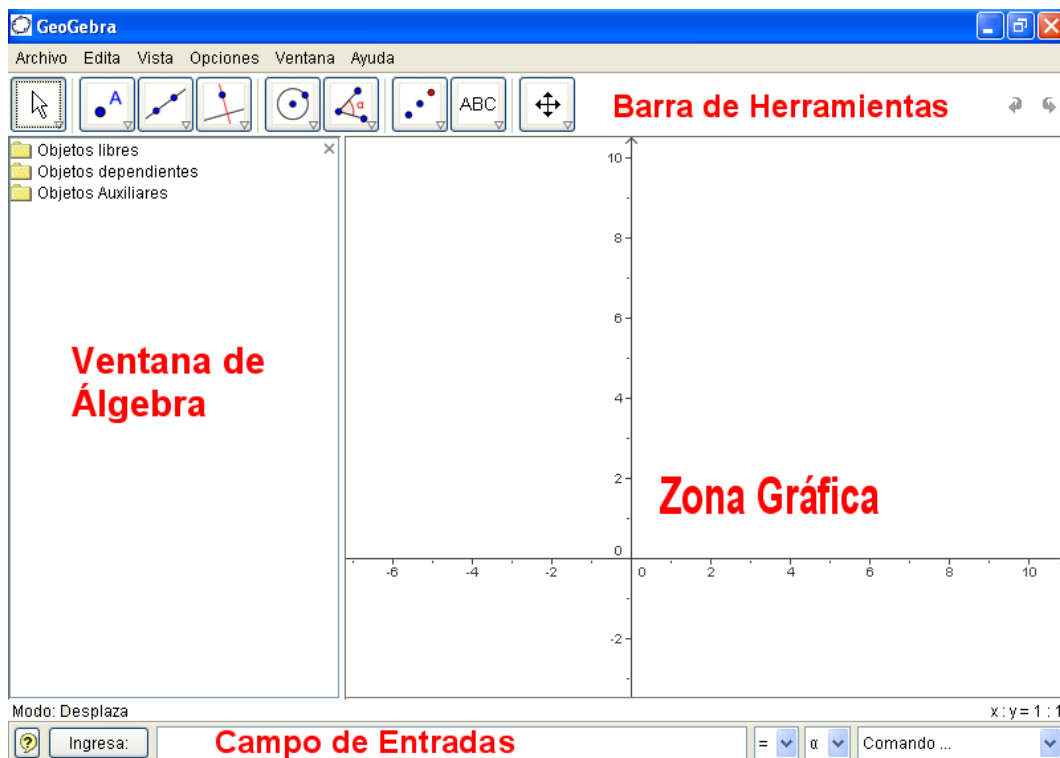 GeoGebra
Archivo Edita Vista Opciones Ventana Ayuda
A α ABC Barra de Herramientas
Objetos libres
Objetos dependientes
Objetos Auxiliares
Ventana de
Álgebra
10
8
6
4
2
Zona Gráfica
0
-6 -4 -2 0 2 4 6 8 10
-2
Modo: Desplaza x : y = 1 : 1
? Ingresa: Campo de Entradas = α Comando ...